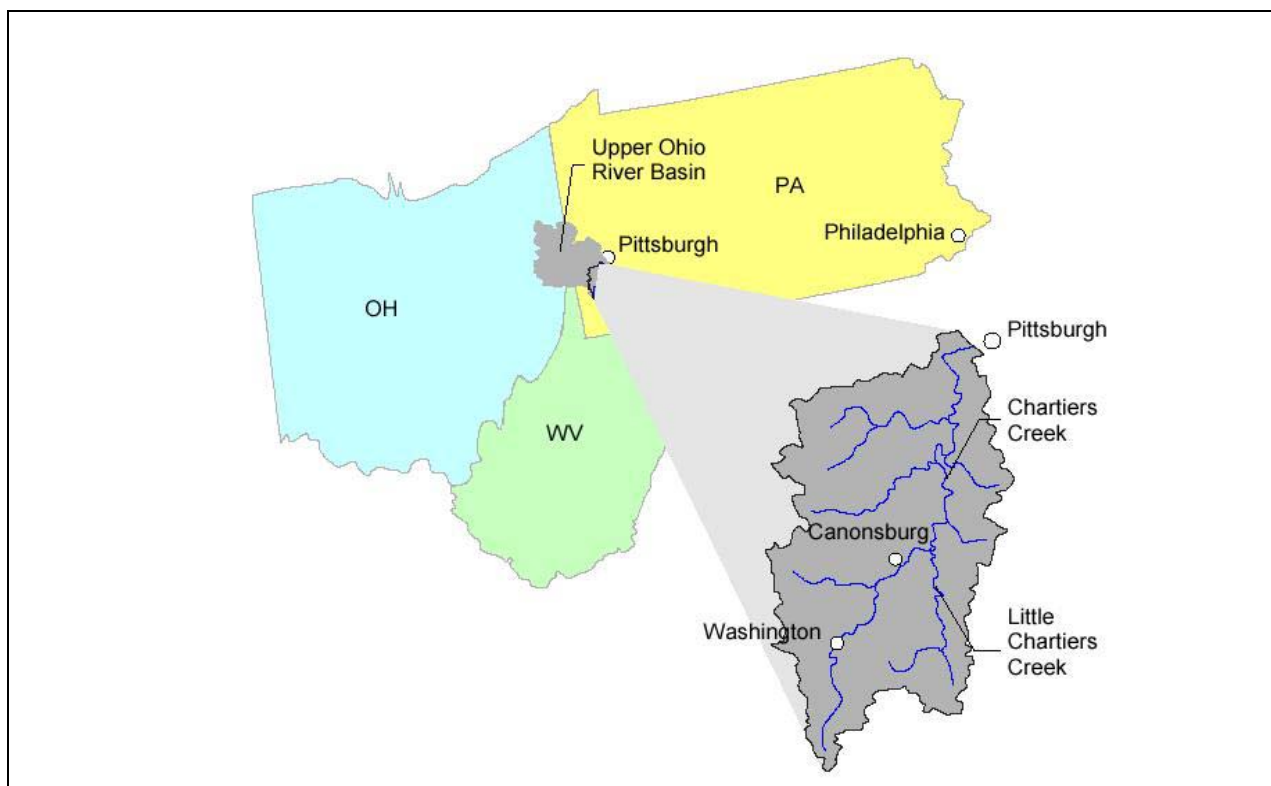 Upper Ohio
River Basin
PA
Philadelphia
Pittsburgh
OH
WV
Pittsburgh
Chartiers
Creek
Canonsburg
Washington
Little
Chartiers
Creek